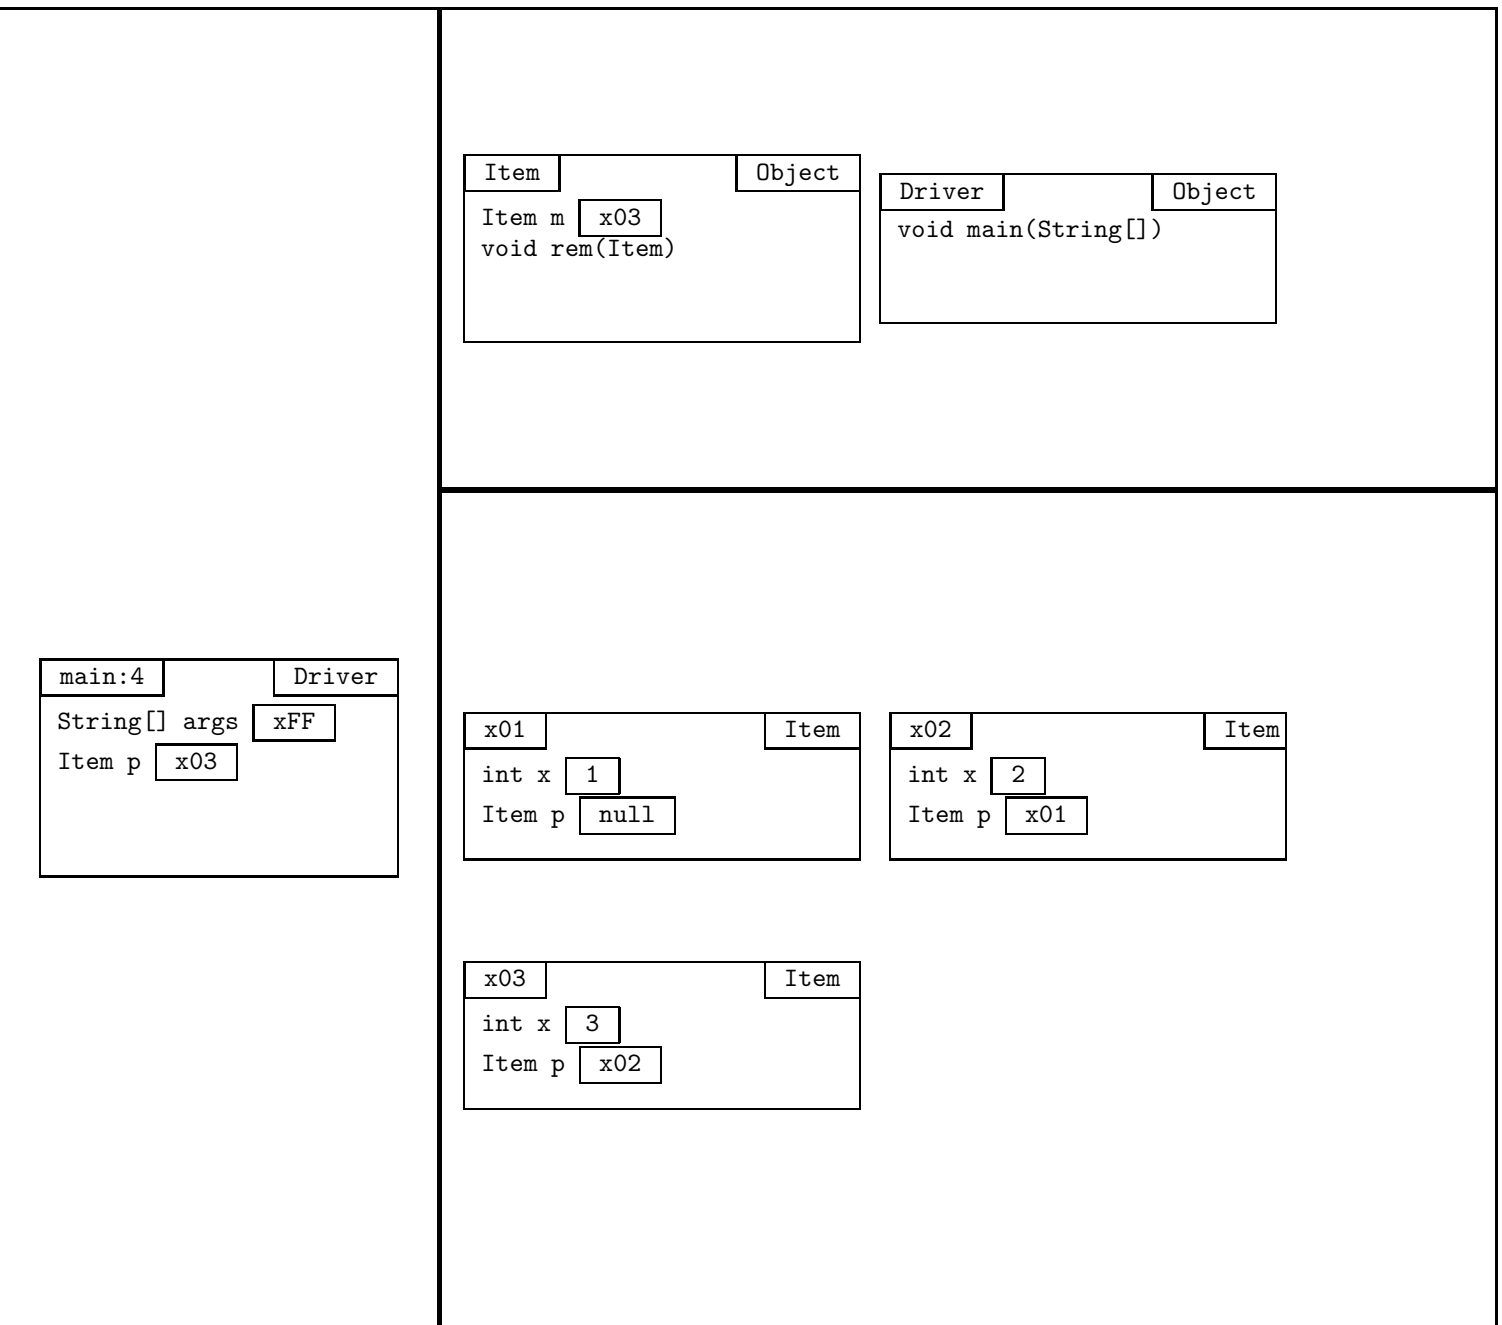 Item Object
Item m x03
void rem(Item)
Driver Object
void main(String[])
main:4 Driver
String[] args xFF
Item p x03
x01 Item
int x 1
Item p null
x02 Item
int x 2
Item p x01
x03 Item
int x 3
Item p x02